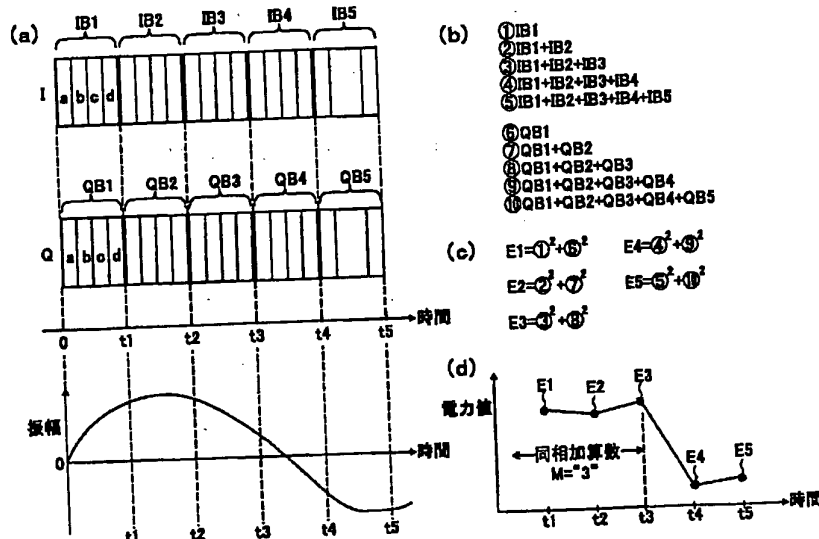 (a)
IB1 IB2 IB3 IB4 IB5
I
a b c d
QB1 QB2 QB3 QB4 QB5
Q
a b c d
時間
0 t1 t2 t3 t4 t5
振幅
0
時間
t1 t2 t3 t4 t5
(b)
①IB1
②IB1+IB2
③IB1+IB2+IB3
④IB1+IB2+IB3+IB4
⑤IB1+IB2+IB3+IB4+IB5
⑥QB1
⑦QB1+QB2
⑧QB1+QB2+QB3
⑨QB1+QB2+QB3+QB4
⑩QB1+QB2+QB3+QB4+QB5
(c)
E1=①²+⑥² E4=④²+⑨²
E2=②²+⑦² E5=⑤²+⑩²
E3=③²+⑧²
(d)
電力値
E1 E2 E3 E4 E5
同相加算数
M="3"
時間
t1 t2 t3 t4 t5